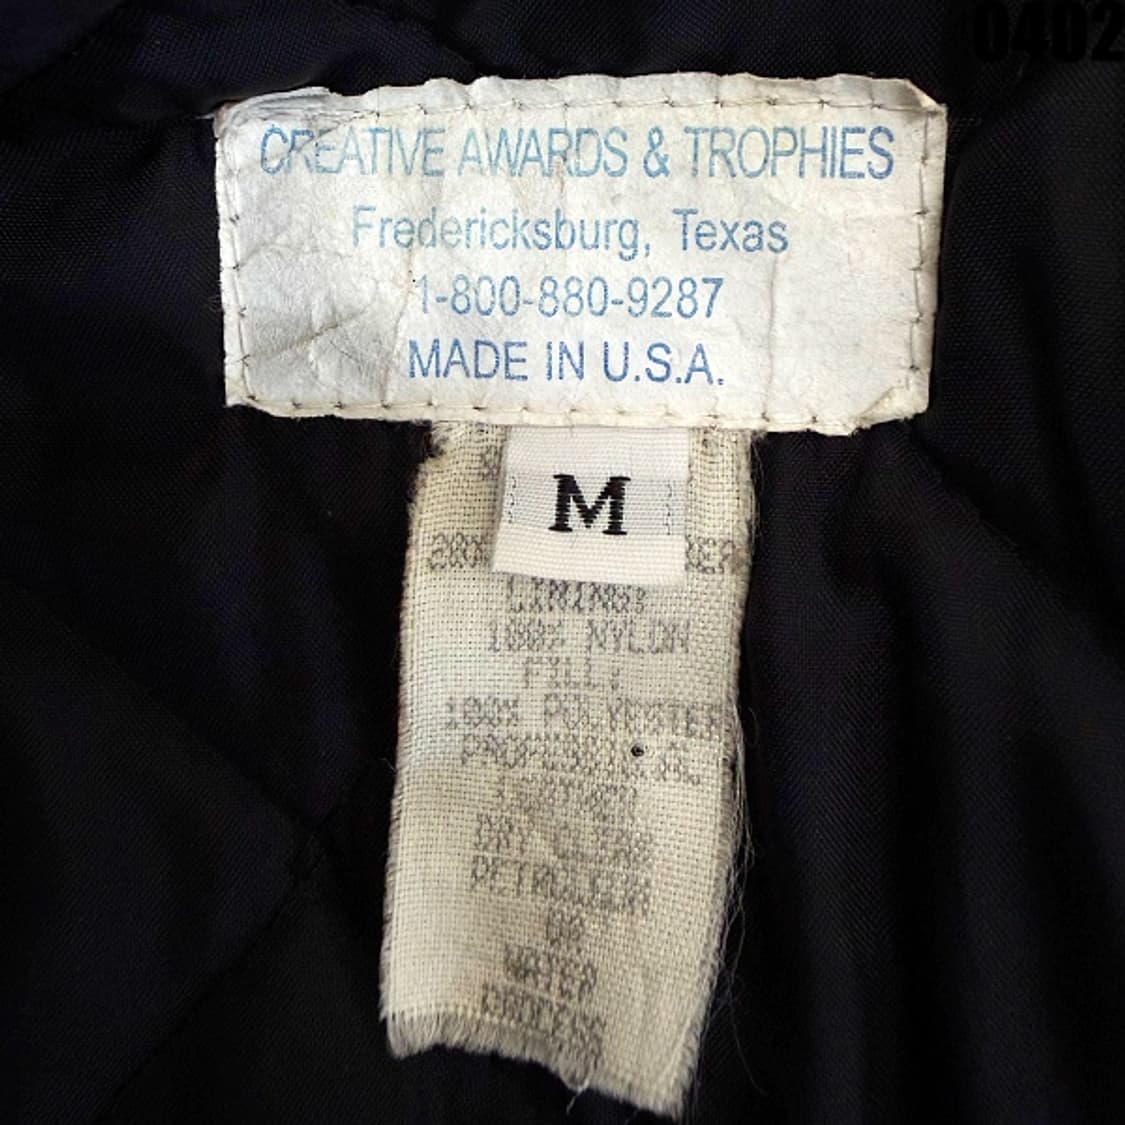 0402
CREATIVE AWARDS & TROPHIES
Fredericksburg, Texas
1-800-880-9287
MADE IN U.S.A.
M
LINING:
100% NYLON
FILL:
100% POLYESTER
DRY CLEAN
PETROLEUM
OR
WATER